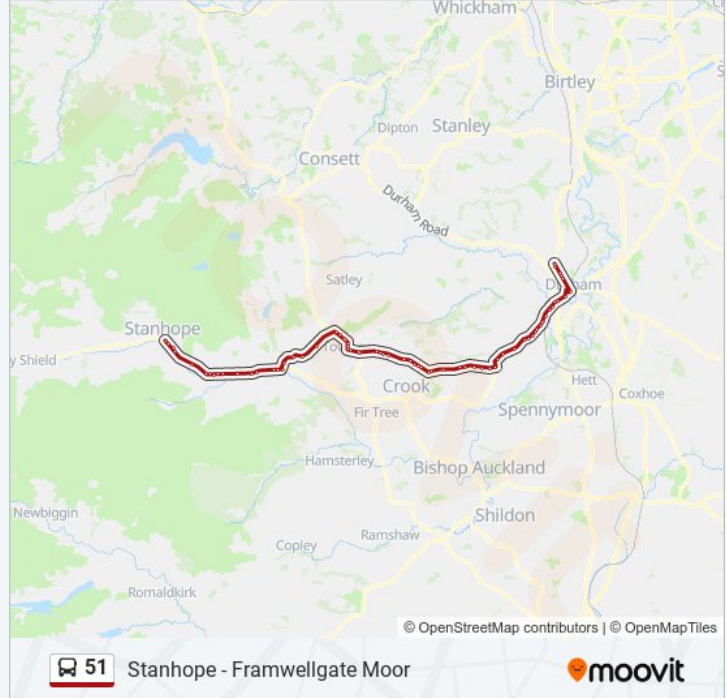 Whickham
Birtley
Dipton
Stanley
Consett
Durham Road
Satley
Durham
Stanhope
y Shield
To
Crook
Hett
Coxhoe
Fir Tree
Spennymoor
Hamsterley
Bishop Auckland
Newbiggin
Shildon
Ramshaw
Copley
Romaldkirk
© OpenStreetMap contributors | © OpenMapTiles
51 Stanhope - Framwellgate Moor
moovit